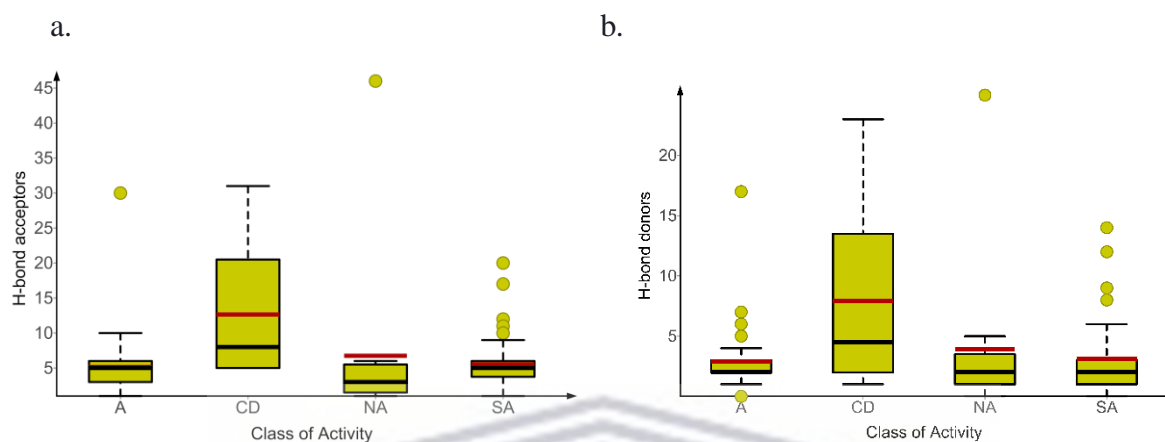 a.
b.
H-bond acceptors
45
40
35
30
25
20
15
10
5
A CD NA SA
Class of Activity
H-bond donors
20
15
10
5
A CD NA SA
Class of Activity